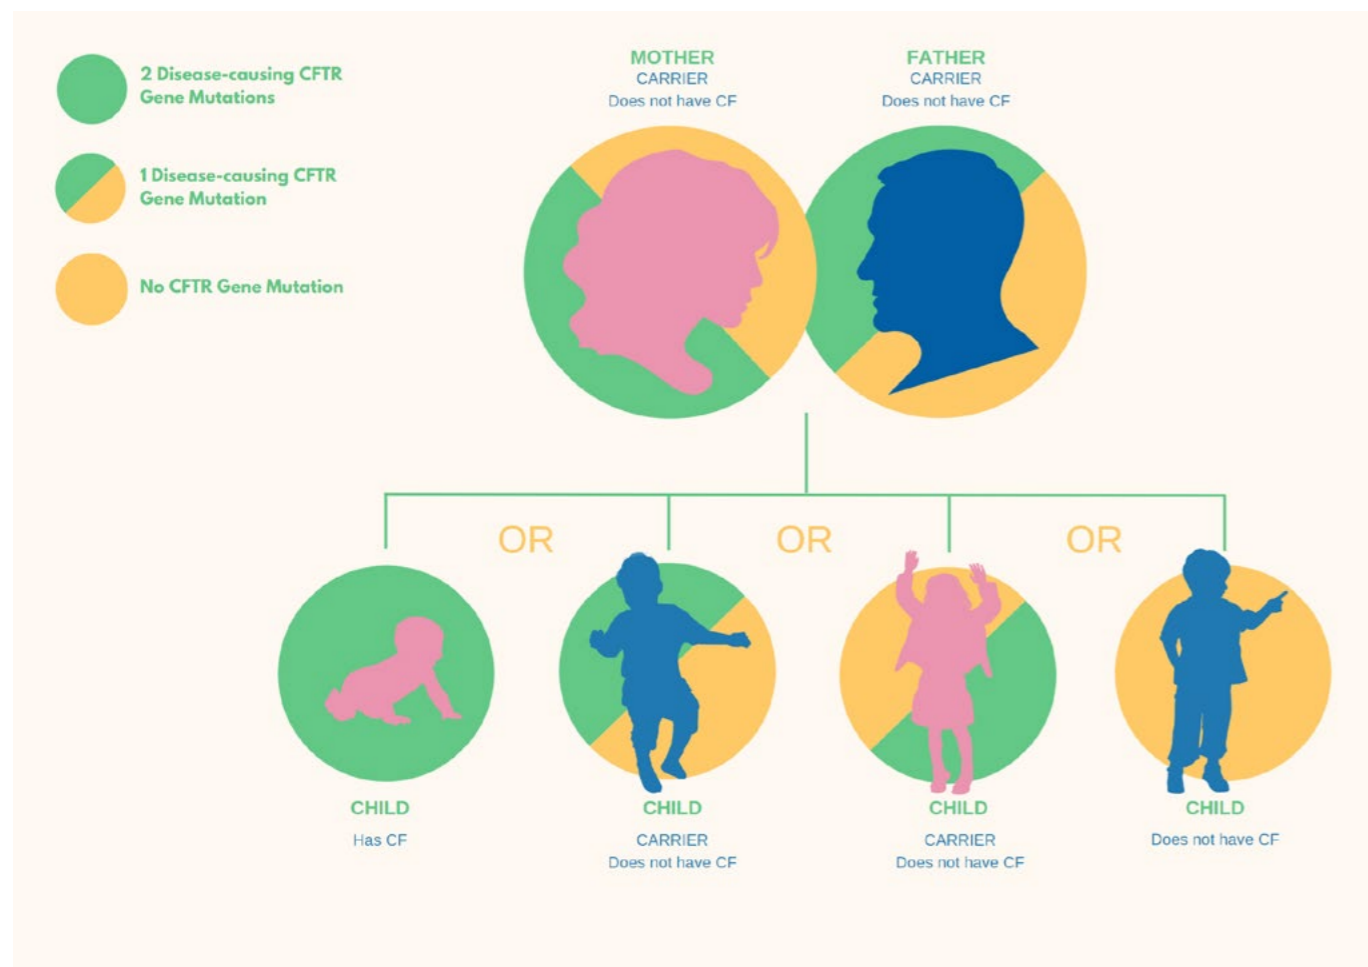 2 Disease-causing CFTR
Gene Mutations
1 Disease-causing CFTR
Gene Mutation
No CFTR Gene Mutation
MOTHER
CARRIER
Does not have CF
FATHER
CARRIER
Does not have CF
OR
OR
OR
CHILD
Has CF
CHILD
CARRIER
Does not have CF
CHILD
CARRIER
Does not have CF
CHILD
Does not have CF